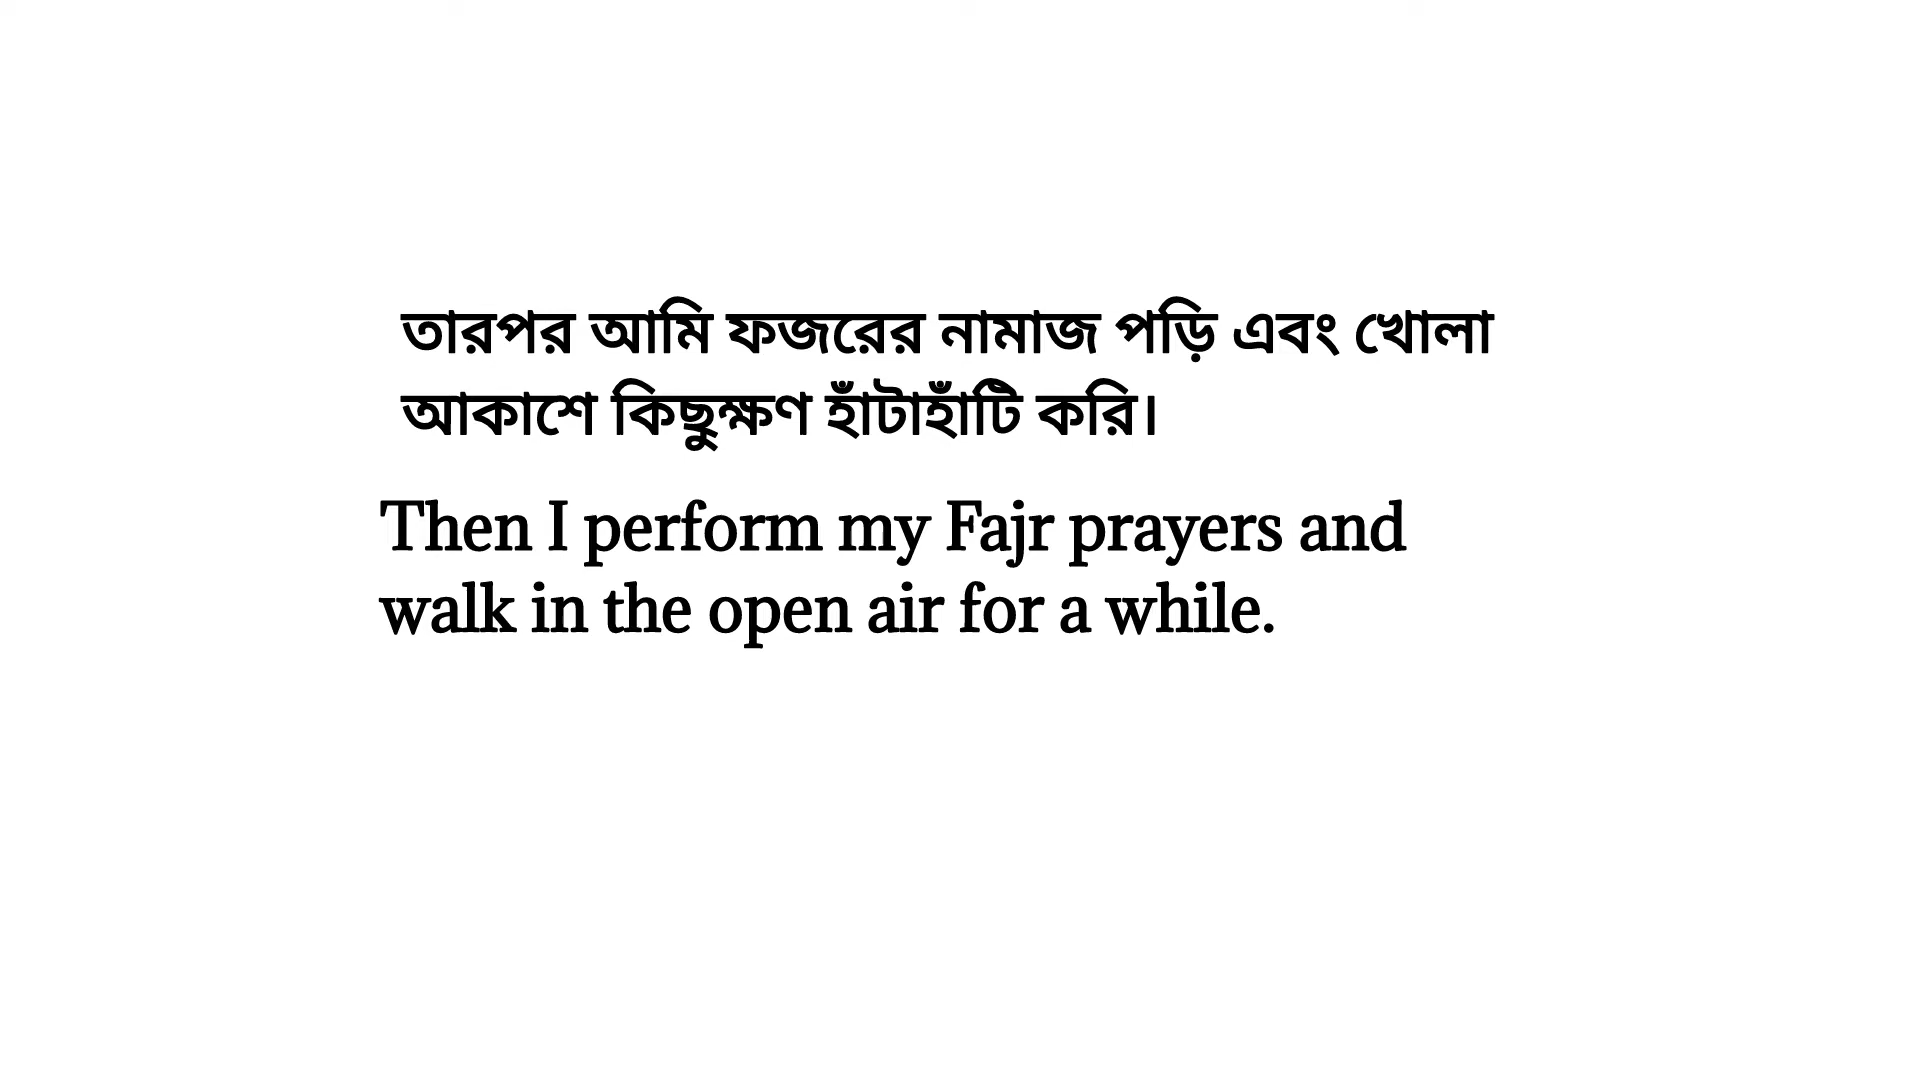 তারপর আমি ফজরের নামাজ পড়ি এবং খোলা
আকাশে কিছুক্ষণ হাঁটাহাঁটি করি।
Then I perform my Fajr prayers and
walk in the open air for a while.